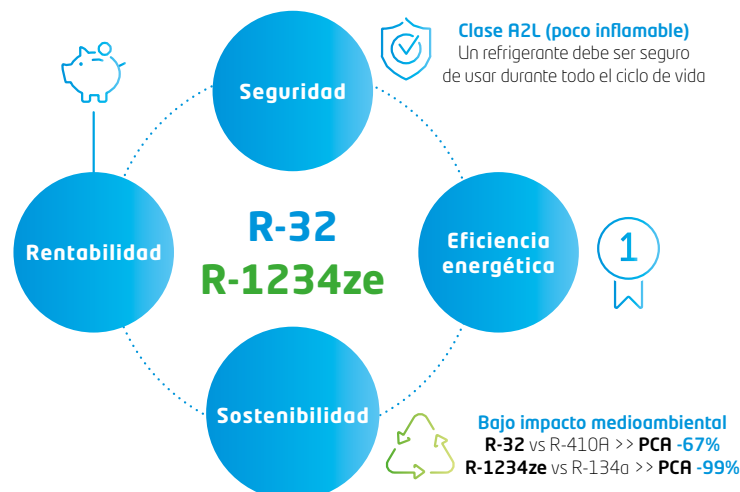 Clase A2L (poco inflamable)
Un refrigerante debe ser seguro
de usar durante todo el ciclo de vida
Seguridad
Rentabilidad
R-32
R-1234ze
Eficiencia
energética
1
Sostenibilidad
Bajo impacto medioambiental
R-32 vs R-410A >> PCA -67%
R-1234ze vs R-134a >> PCA -99%